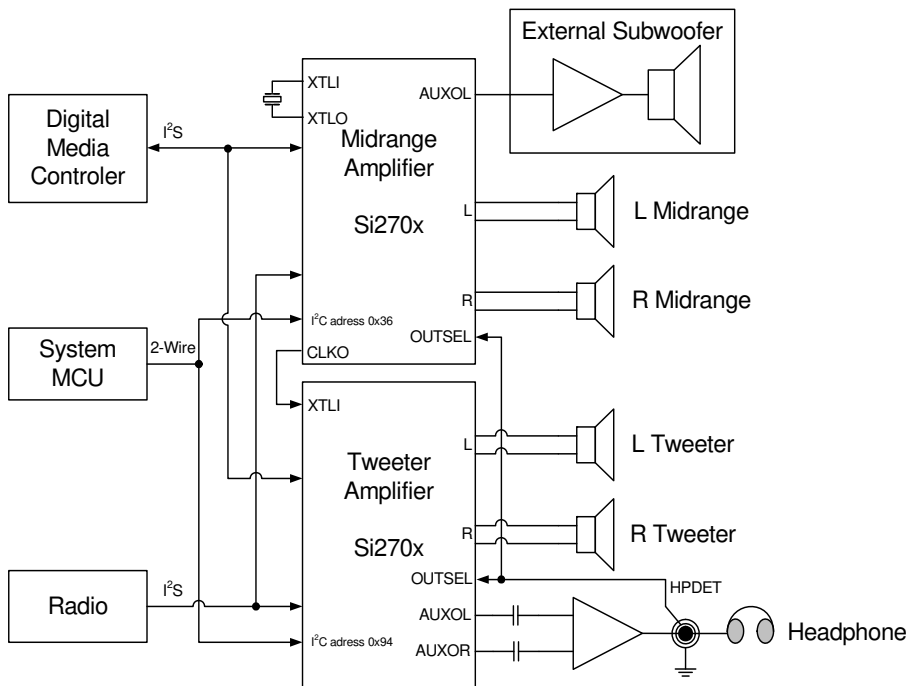 External Subwoofer
XTLI
AUXOL
XTLO
Digital
Media
Controler
I²S
Midrange
Amplifier
Si270x
L
L Midrange
R
R Midrange
I²C adress 0x36
OUTSEL
System
MCU
2-Wire
CLKO
XTLI
L
L Tweeter
Tweeter
Amplifier
Si270x
R
R Tweeter
OUTSEL
HPDET
Radio
I²S
AUXOL
I²C adress 0x94
AUXOR
Headphone